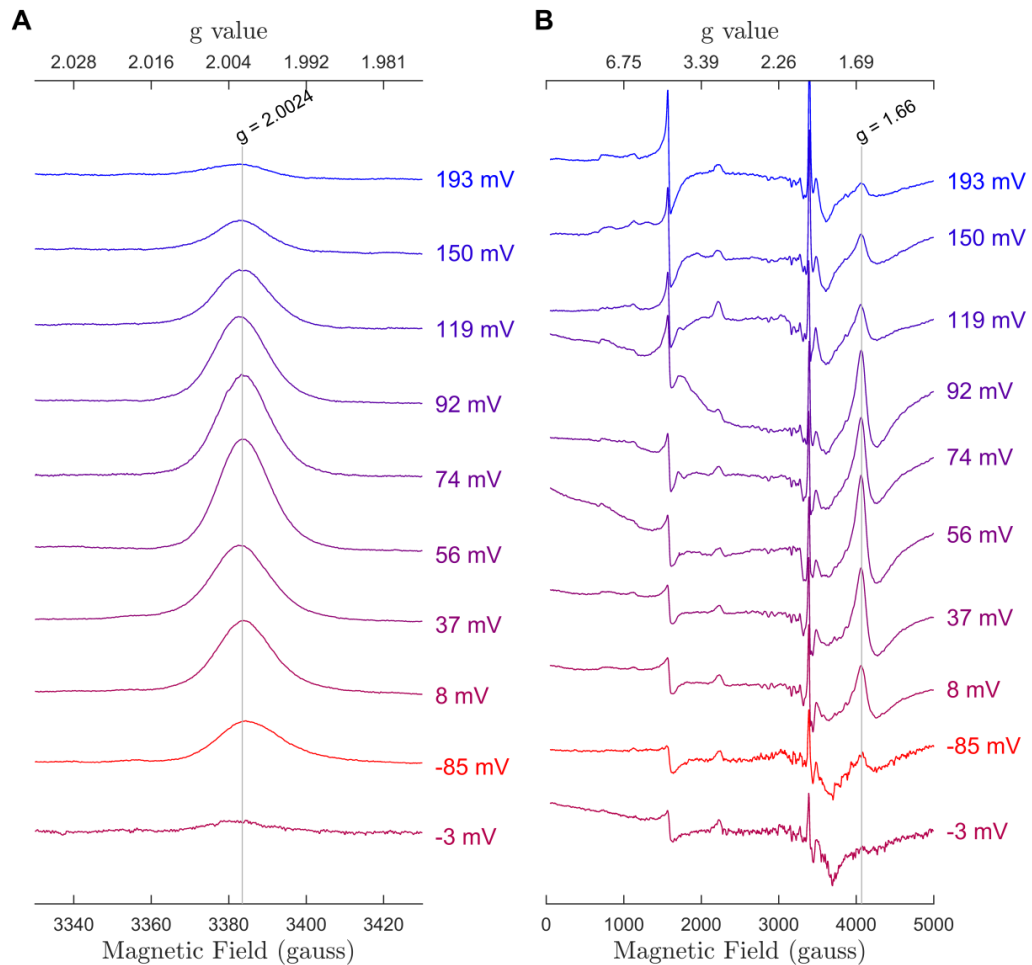 A
g value
2.028 2.016 2.004 1.992 1.981
g = 2.0024
193 mV
150 mV
119 mV
92 mV
74 mV
56 mV
37 mV
8 mV
-85 mV
-3 mV
3340 3360 3380 3400 3420
Magnetic Field (gauss)
B
g value
6.75 3.39 2.26 1.69
g = 1.66
193 mV
150 mV
119 mV
92 mV
74 mV
56 mV
37 mV
8 mV
-85 mV
-3 mV
0 1000 2000 3000 4000 5000
Magnetic Field (gauss)